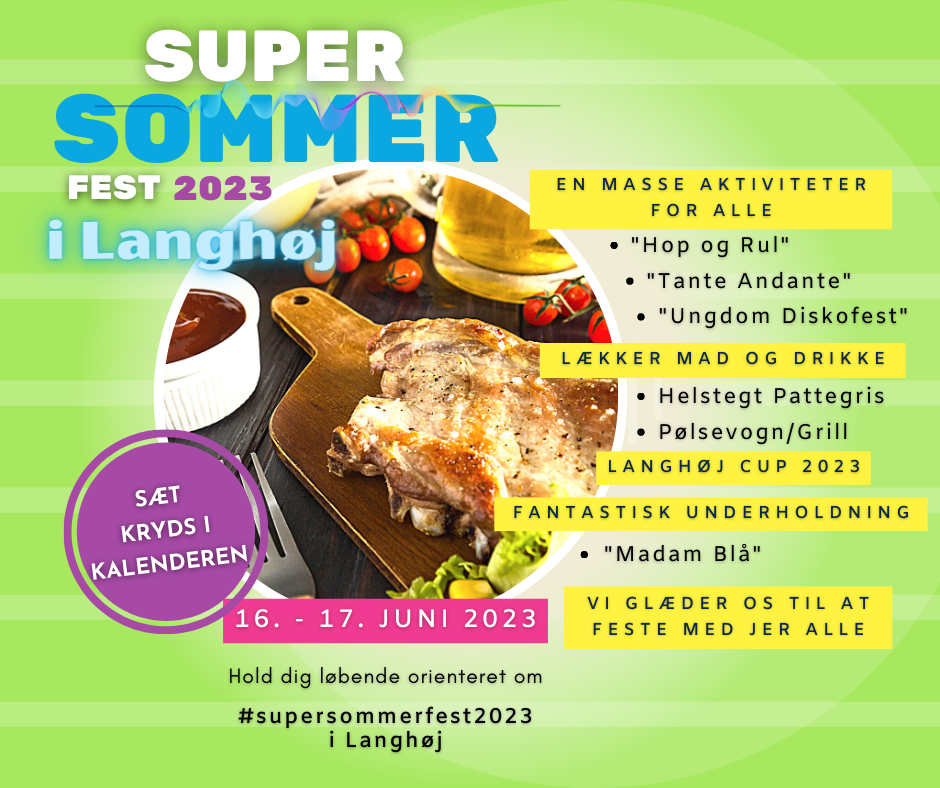 SUPER
SOMMER
FEST 2023
i Langhøj
EN MASSE AKTIVITETER
FOR ALLE
• "Hop og Rul"
• "Tante Andante"
• "Ungdom Diskofest"
LÆKKER MAD OG DRIKKE
• Helstegt Pattegris
• Pølsevogn/Grill
LANGHØJ CUP 2023
FANTASTISK UNDERHOLDNING
• "Madam Blå"
VI GLÆDER OS TIL AT
FESTE MED JER ALLE
SÆT
KRYDS I
KALENDEREN
16. - 17. JUNI 2023
Hold dig løbende orienteret om
#supersommerfest2023
i Langhøj